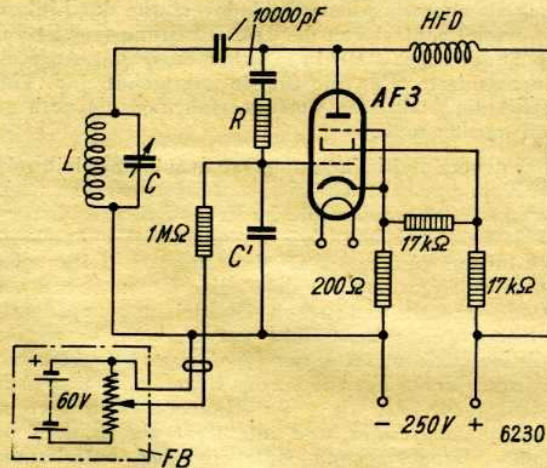 10000pF
HFD
AF3
R
L
C
1MΩ
C'
17kΩ
200Ω
17kΩ
+
60V
-
FB
- 250V +
6230